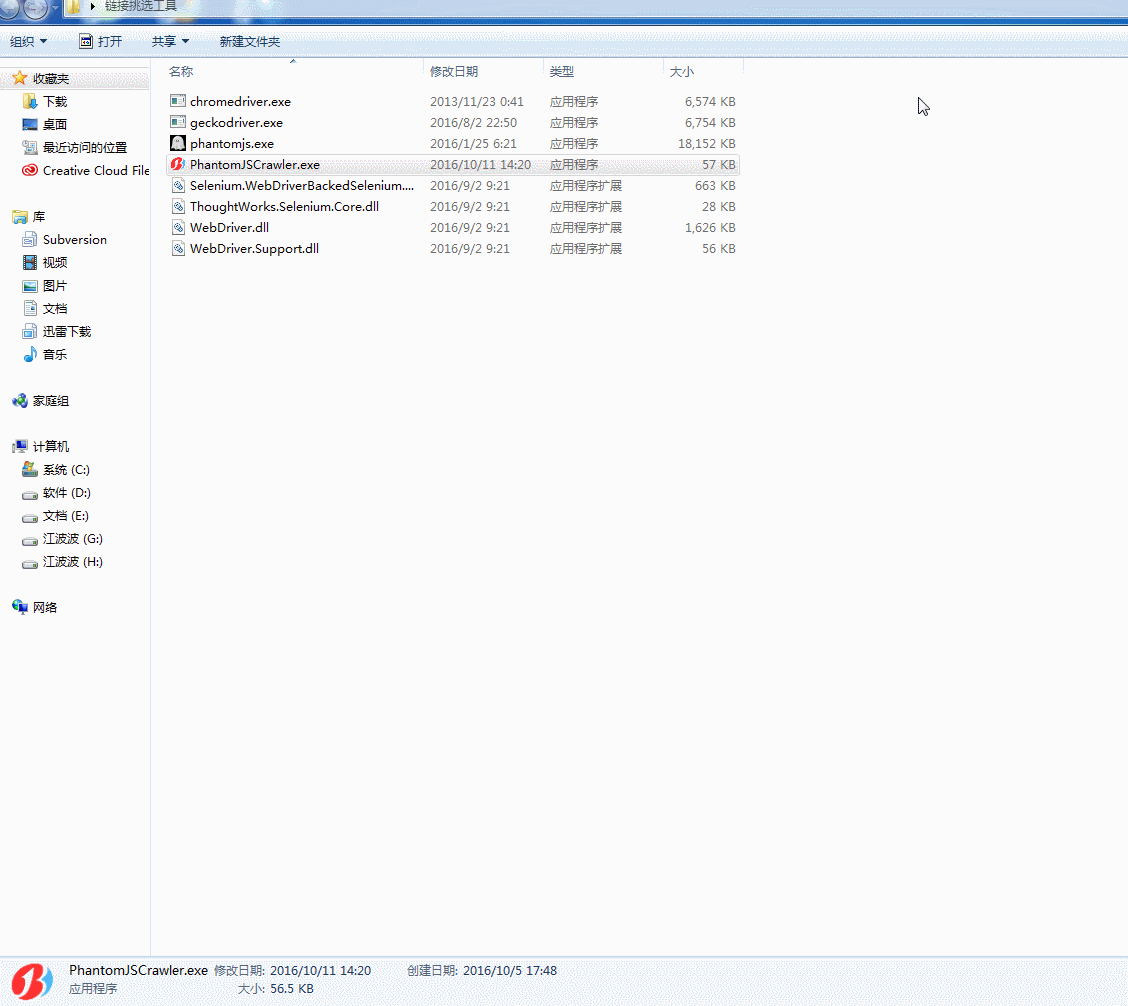 链接挑选工具
组织 打开 共享 新建文件夹
名称 修改日期 类型 大小
chromedriver.exe 2013/11/23 0:41 应用程序 6,574 KB
geckodriver.exe 2016/8/2 22:50 应用程序 6,754 KB
phantomjs.exe 2016/1/25 6:21 应用程序 18,152 KB
PhantomJSCrawler.exe 2016/10/11 14:20 应用程序 57 KB
Selenium.WebDriverBackedSelenium.... 2016/9/2 9:21 应用程序扩展 663 KB
ThoughtWorks.Selenium.Core.dll 2016/9/2 9:21 应用程序扩展 28 KB
WebDriver.dll 2016/9/2 9:21 应用程序扩展 1,626 KB
WebDriver.Support.dll 2016/9/2 9:21 应用程序扩展 56 KB
收藏夹
下载
桌面
最近访问的位置
Creative Cloud File
库
Subversion
视频
图片
文档
迅雷下载
音乐
家庭组
计算机
系统 (C:)
软件 (D:)
文档 (E:)
江波波 (G:)
江波波 (H:)
网络
PhantomJSCrawler.exe 修改日期: 2016/10/11 14:20 创建日期: 2016/10/5 17:48
应用程序 大小: 56.5 KB